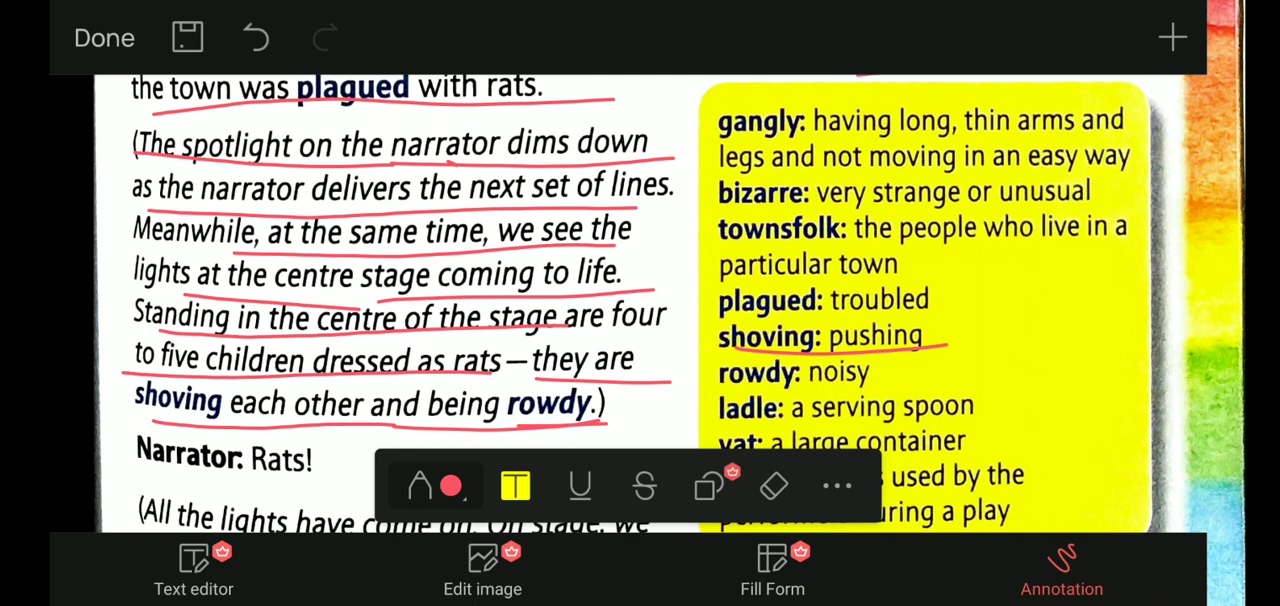 Done
the town was plagued with rats.
(The spotlight on the narrator dims down
as the narrator delivers the next set of lines.
Meanwhile, at the same time, we see the
lights at the centre stage coming to life.
Standing in the centre of the stage are four
to five children dressed as rats—they are
shoving each other and being rowdy.)
Narrator: Rats!
(All the lights have come on. On stage, we
gangly: having long, thin arms and
legs and not moving in an easy way
bizarre: very strange or unusual
townsfolk: the people who live in a
particular town
plagued: troubled
shoving: pushing
rowdy: noisy
ladle: a serving spoon
vat: a large container
used by the
during a play
T U S
Text editor
Edit image
Fill Form
Annotation